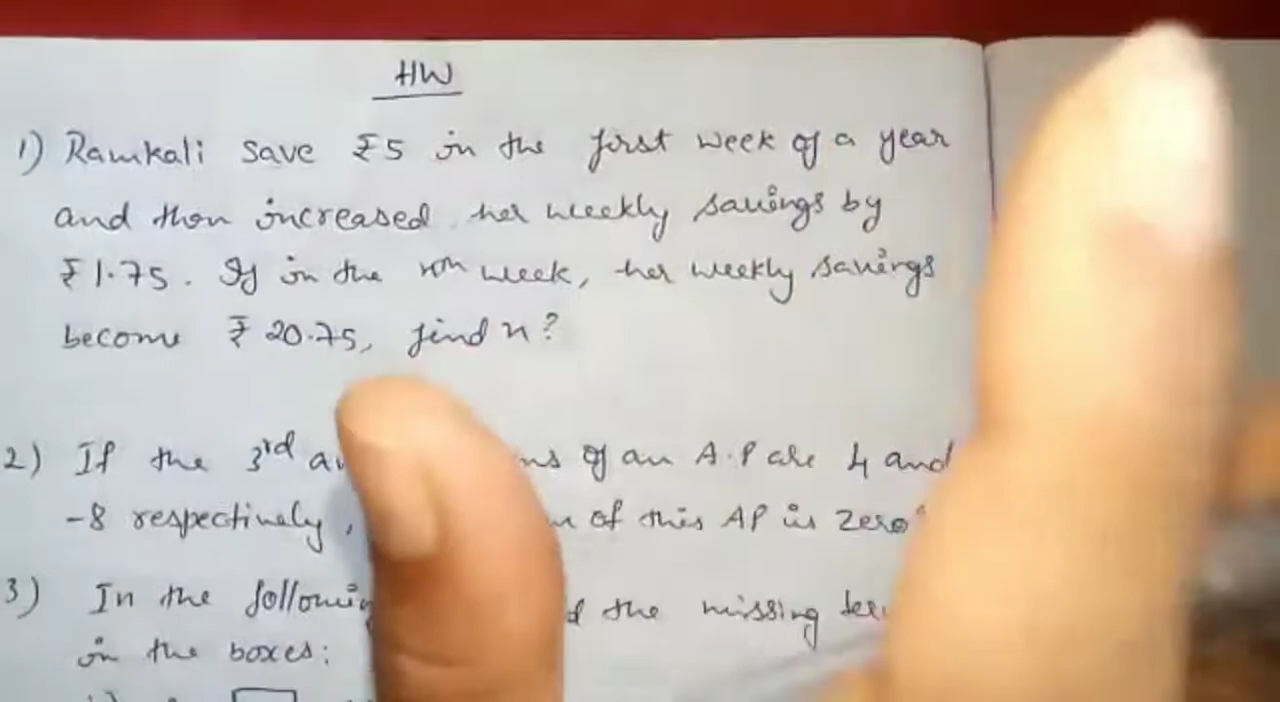 HW
1) Ramkali save ₹5 in the first week of a year
and then increased her weekly savings by
₹1.75. If in the nth week, her weekly savings
become ₹20.75, find n?
2) If the 3rd of an A.P are 4 and
-8 respectively, of this AP is zero
3) In the following the missing
in the boxes: